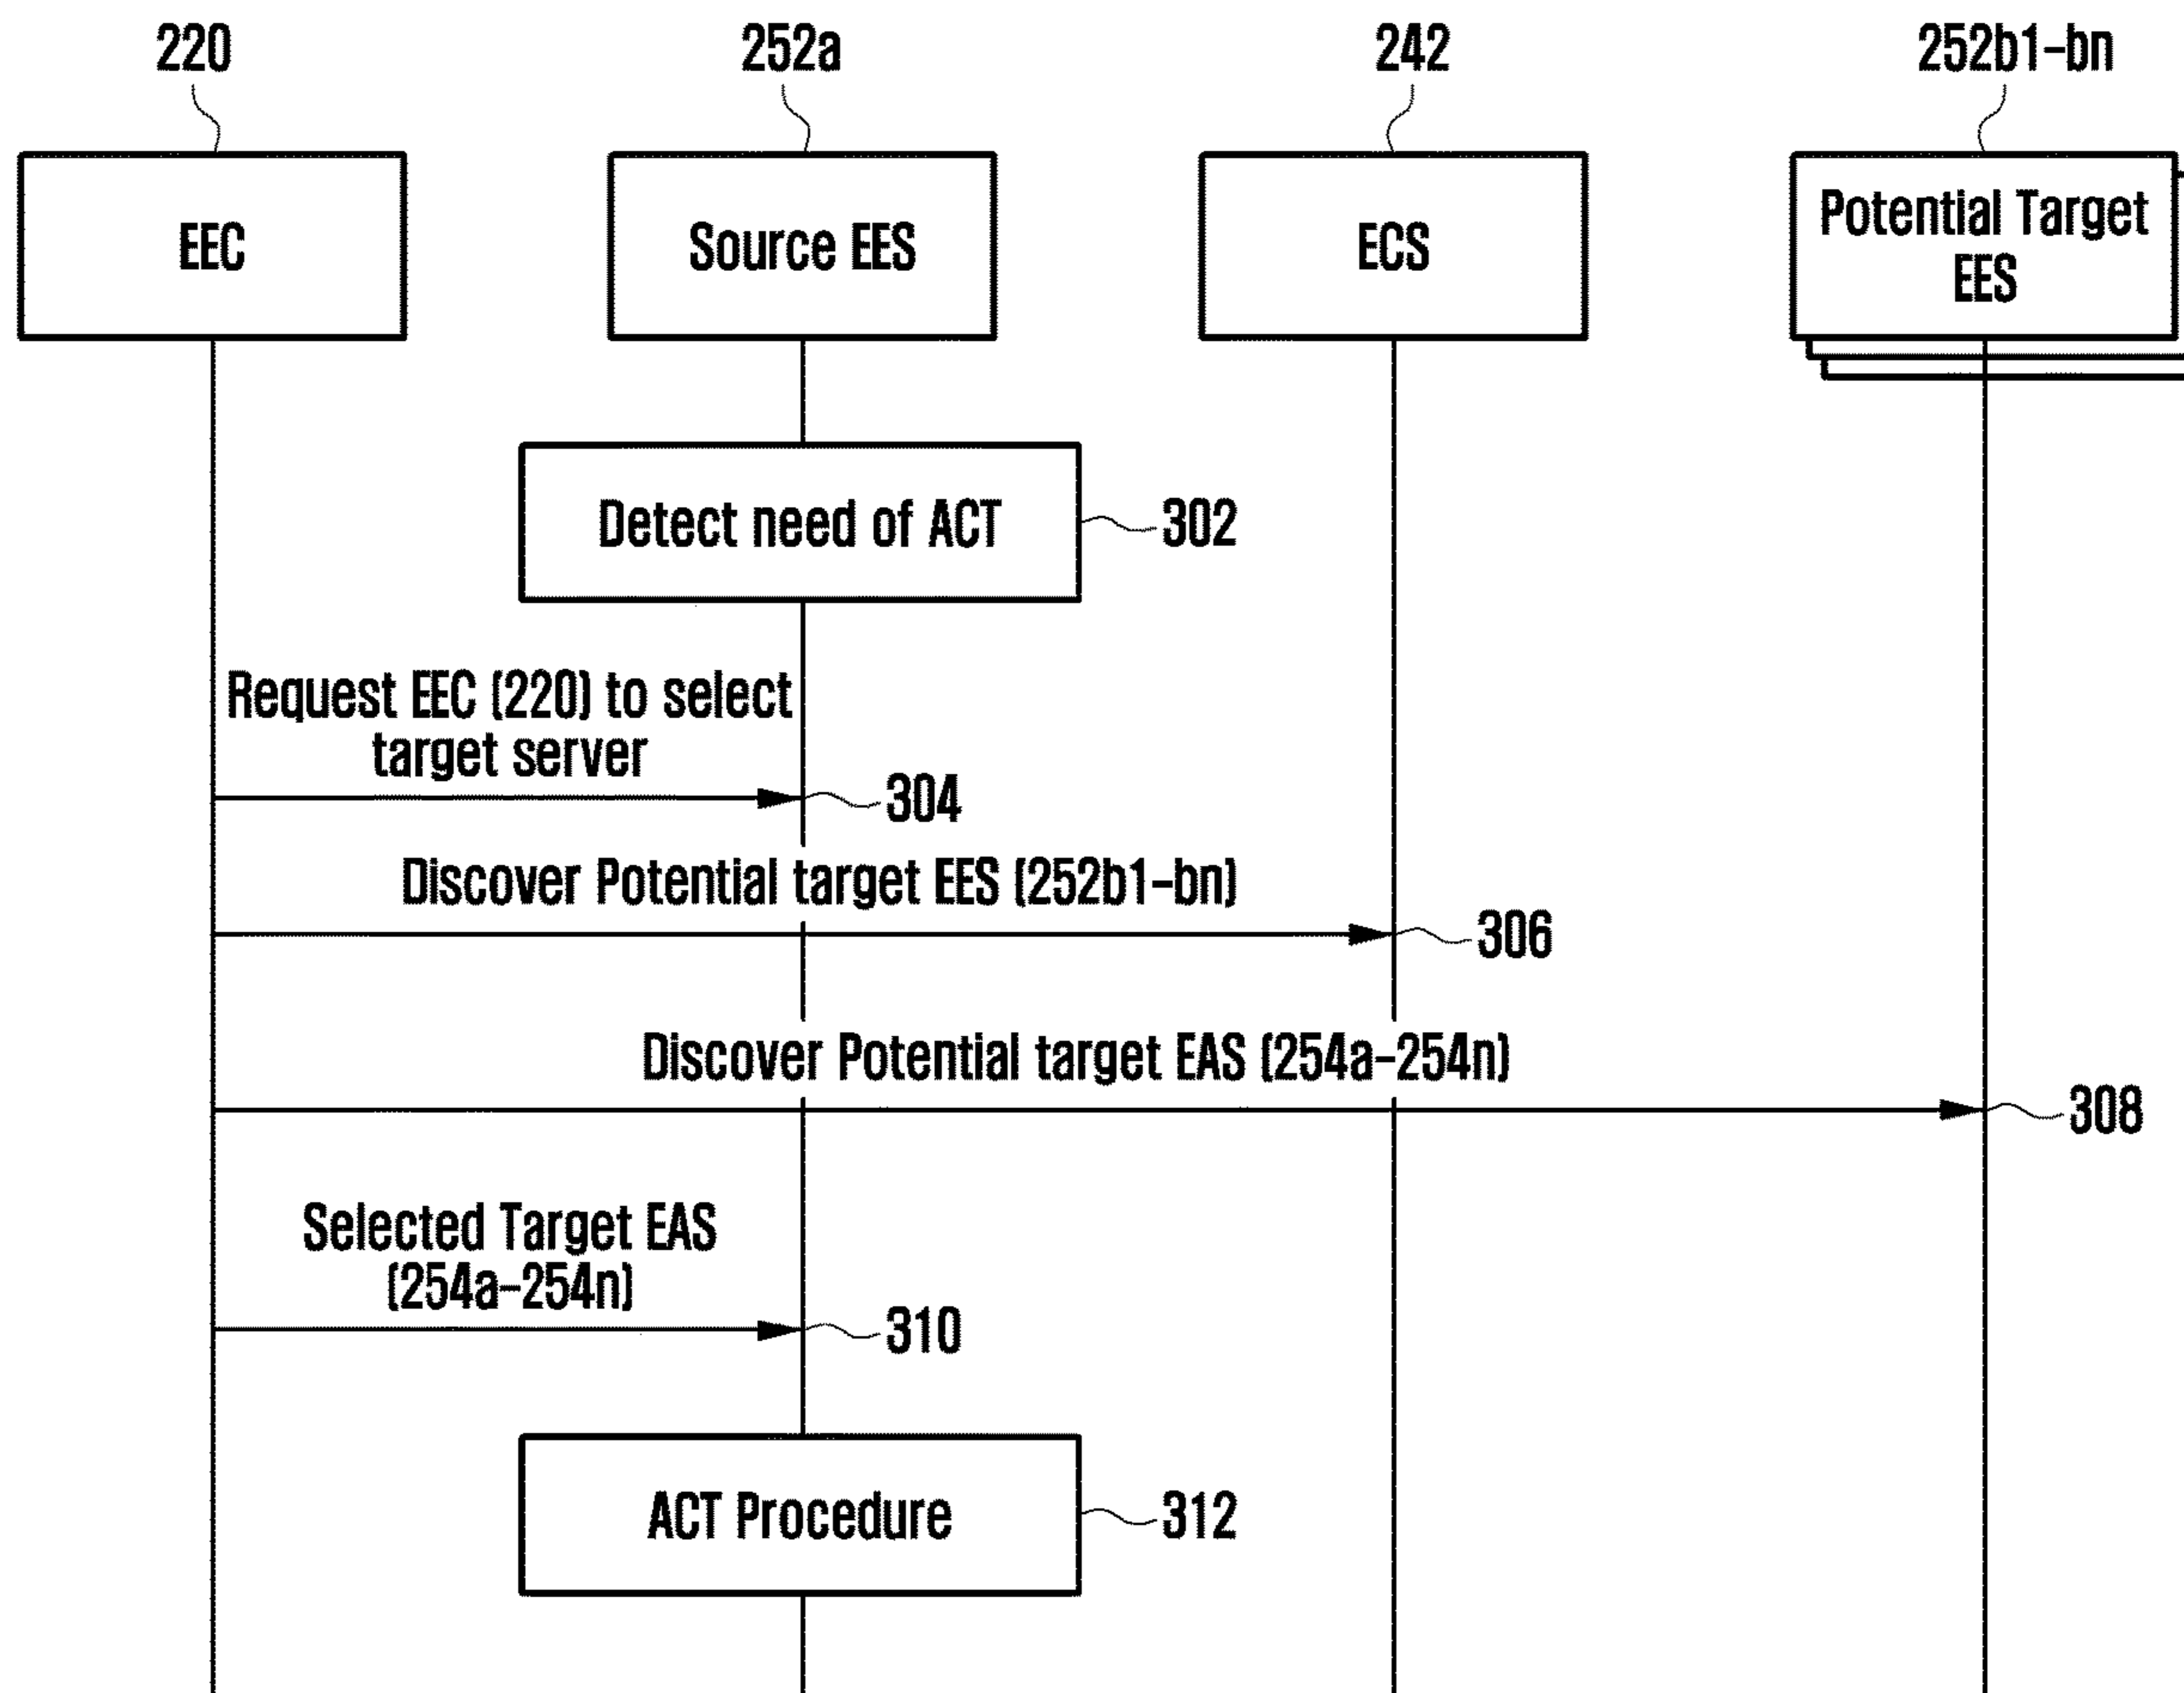 220
252a
242
252b1-bn
EEC
Source EES
ECS
Potential Target
EES
Detect need of ACT
302
Request EEC (220) to select
target server
304
Discover Potential target EES (252b1-bn)
306
Discover Potential target EAS (254a-254n)
308
Selected Target EAS
(254a-254n)
310
ACT Procedure
312